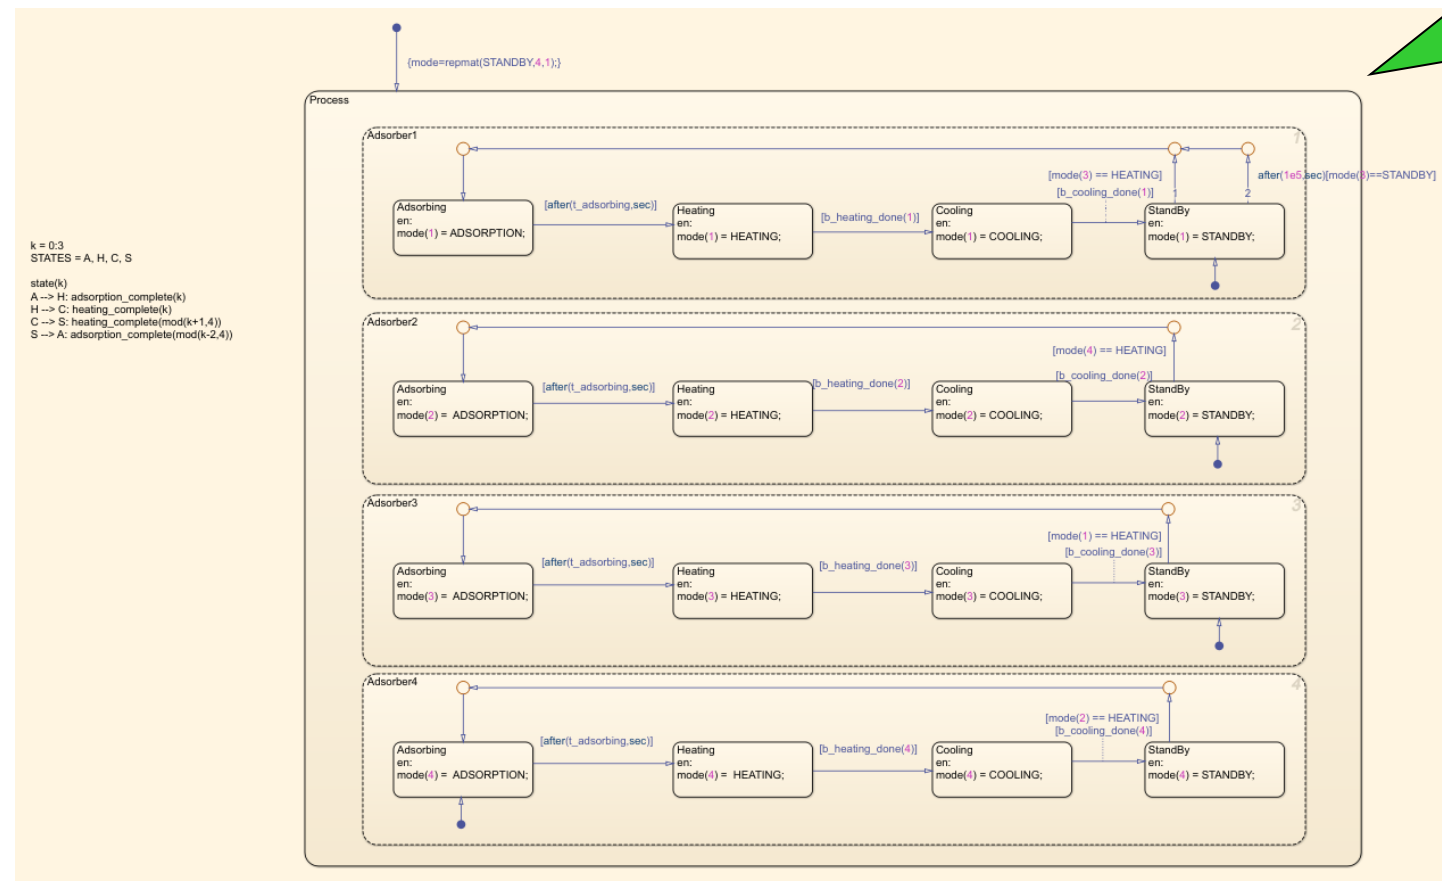 {mode=repmat(STANDBY,4,1);}
Process
Adsorber1
1
[mode(3) == HEATING]
after(1e5,sec)[mode(3)==STANDBY]
[b_cooling_done(1)]
1
2
[after(t_adsorbing,sec)]
[b_heating_done(1)]
Adsorbing
en:
mode(1) = ADSORPTION;
Heating
en:
mode(1) = HEATING;
Cooling
en:
mode(1) = COOLING;
StandBy
en:
mode(1) = STANDBY;
k = 0:3
STATES = A, H, C, S
state(k)
A --> H: adsorption_complete(k)
H --> C: heating_complete(k)
C --> S: heating_complete(mod(k+1,4))
S --> A: adsorption_complete(mod(k-2,4))
Adsorber2
2
[mode(4) == HEATING]
[b_cooling_done(2)]
[after(t_adsorbing,sec)]
[b_heating_done(2)]
Adsorbing
en:
mode(2) = ADSORPTION;
Heating
en:
mode(2) = HEATING;
Cooling
en:
mode(2) = COOLING;
StandBy
en:
mode(2) = STANDBY;
Adsorber3
3
[mode(1) == HEATING]
[b_cooling_done(3)]
[after(t_adsorbing,sec)]
[b_heating_done(3)]
Adsorbing
en:
mode(3) = ADSORPTION;
Heating
en:
mode(3) = HEATING;
Cooling
en:
mode(3) = COOLING;
StandBy
en:
mode(3) = STANDBY;
Adsorber4
4
[mode(2) == HEATING]
[b_cooling_done(4)]
[after(t_adsorbing,sec)]
[b_heating_done(4)]
Adsorbing
en:
mode(4) = ADSORPTION;
Heating
en:
mode(4) = HEATING;
Cooling
en:
mode(4) = COOLING;
StandBy
en:
mode(4) = STANDBY;